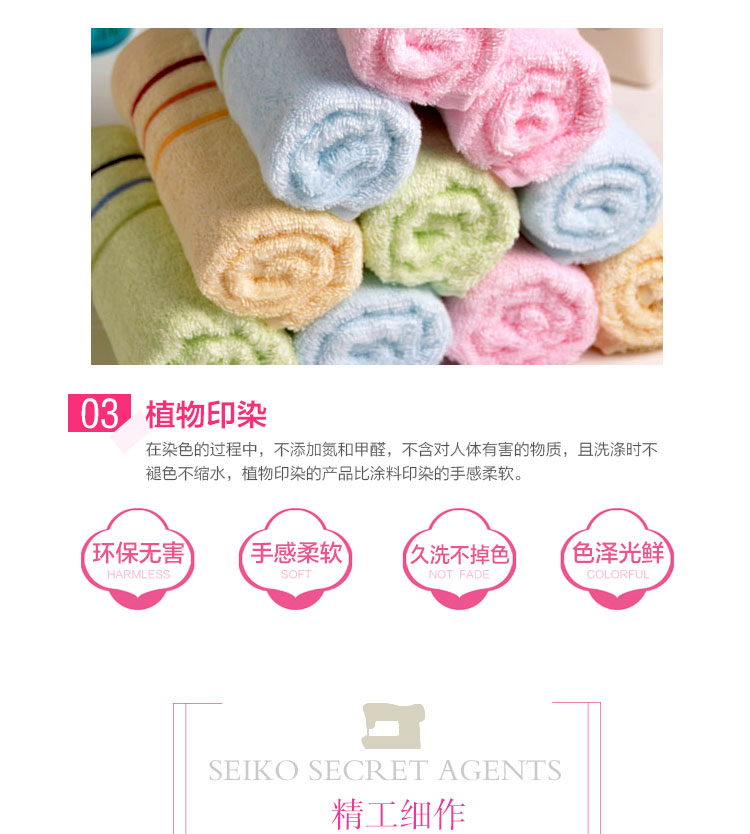 03 植物印染
在染色的过程中，不添加氮和甲醛，不含对人体有害的物质，且洗涤时不
褪色不缩水，植物印染的产品比涂料印染的手感柔软。
环保无害
HARMLESS
手感柔软
SOFT
久洗不掉色
NOT FADE
色泽光鲜
COLORFUL
SEIKO SECRET AGENTS
精工细作